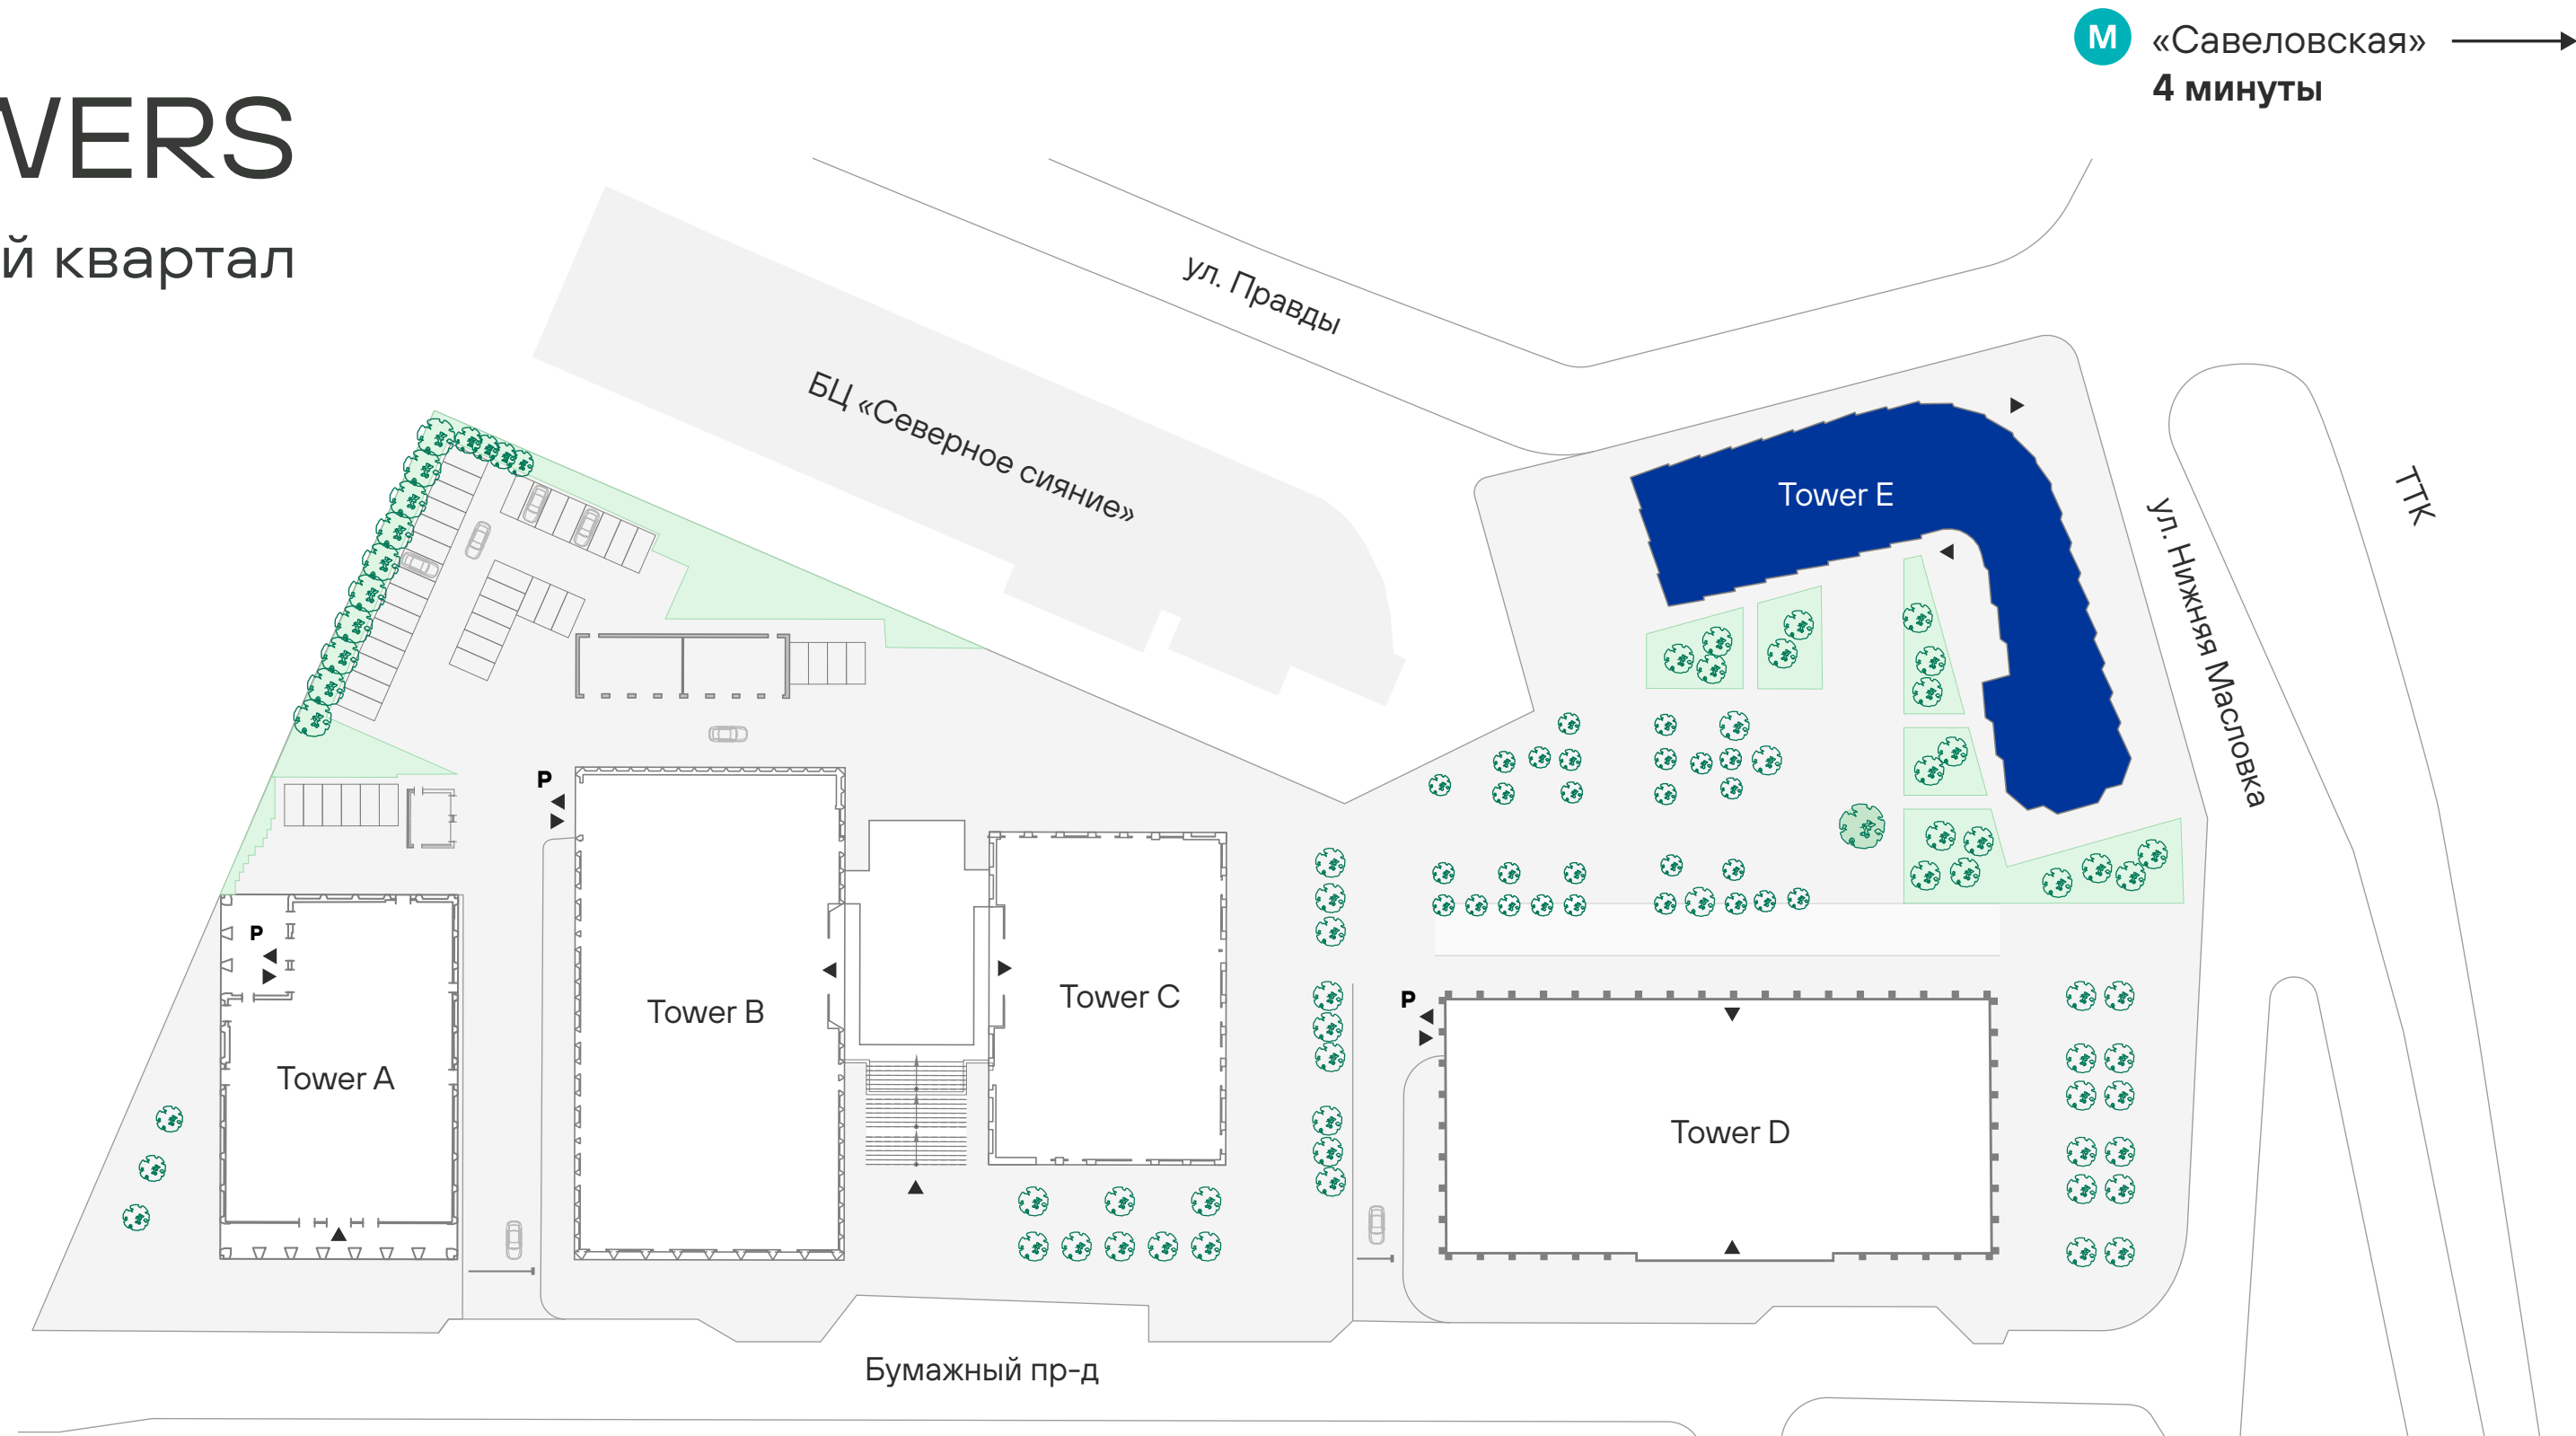 М «Савеловская»
4 минуты
WERS
й квартал
ул. Правды
БЦ «Северное сияние»
Tower E
ТТК
ул. Нижняя Масловка
P
P
P
Tower B
Tower C
Tower A
Tower D
Бумажный пр-д